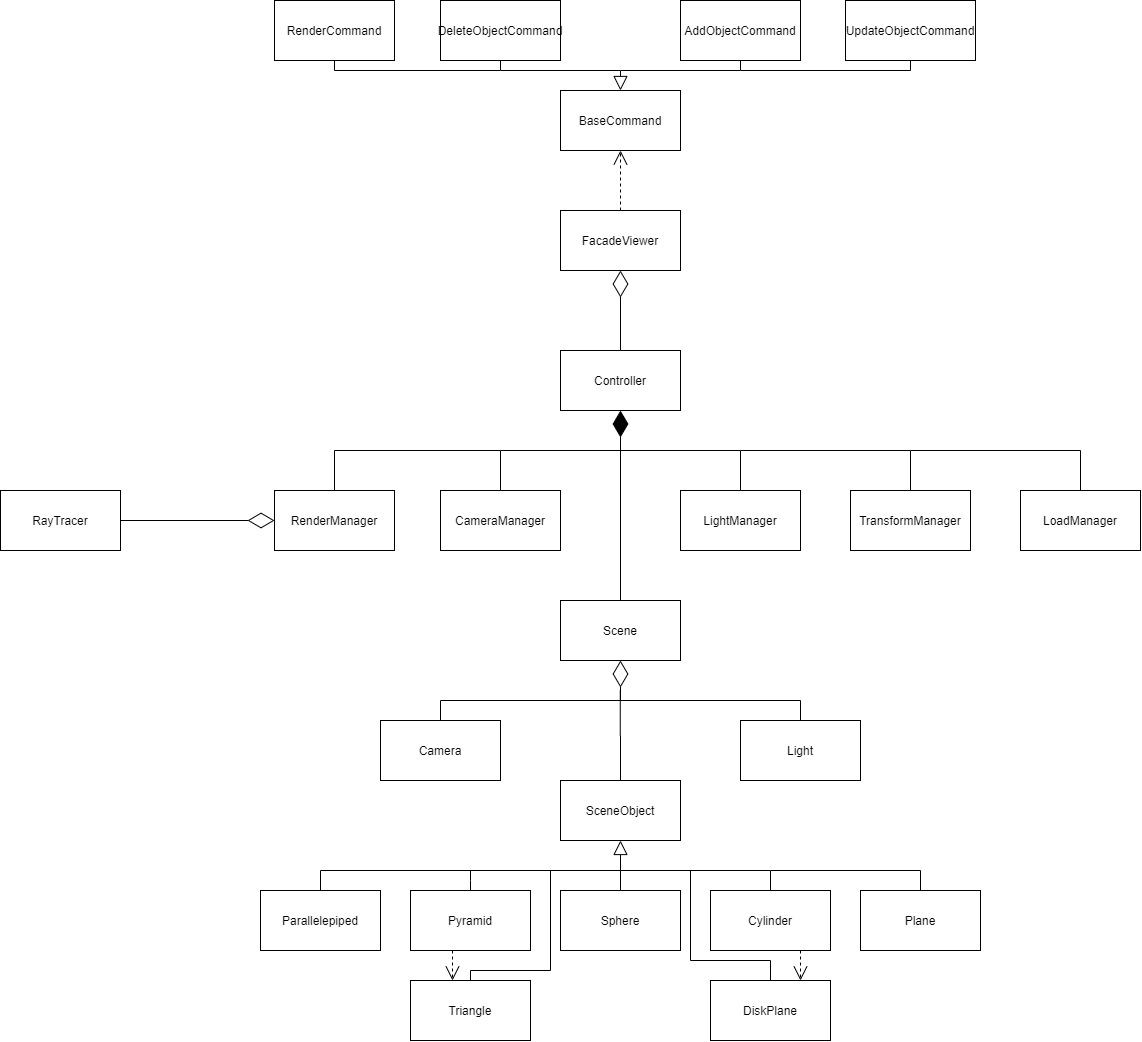 RenderCommand
DeleteObjectCommand
AddObjectCommand
UpdateObjectCommand
BaseCommand
FacadeViewer
Controller
RayTracer
RenderManager
CameraManager
LightManager
TransformManager
LoadManager
Scene
Camera
Light
SceneObject
Parallelepiped
Pyramid
Sphere
Cylinder
Plane
Triangle
DiskPlane